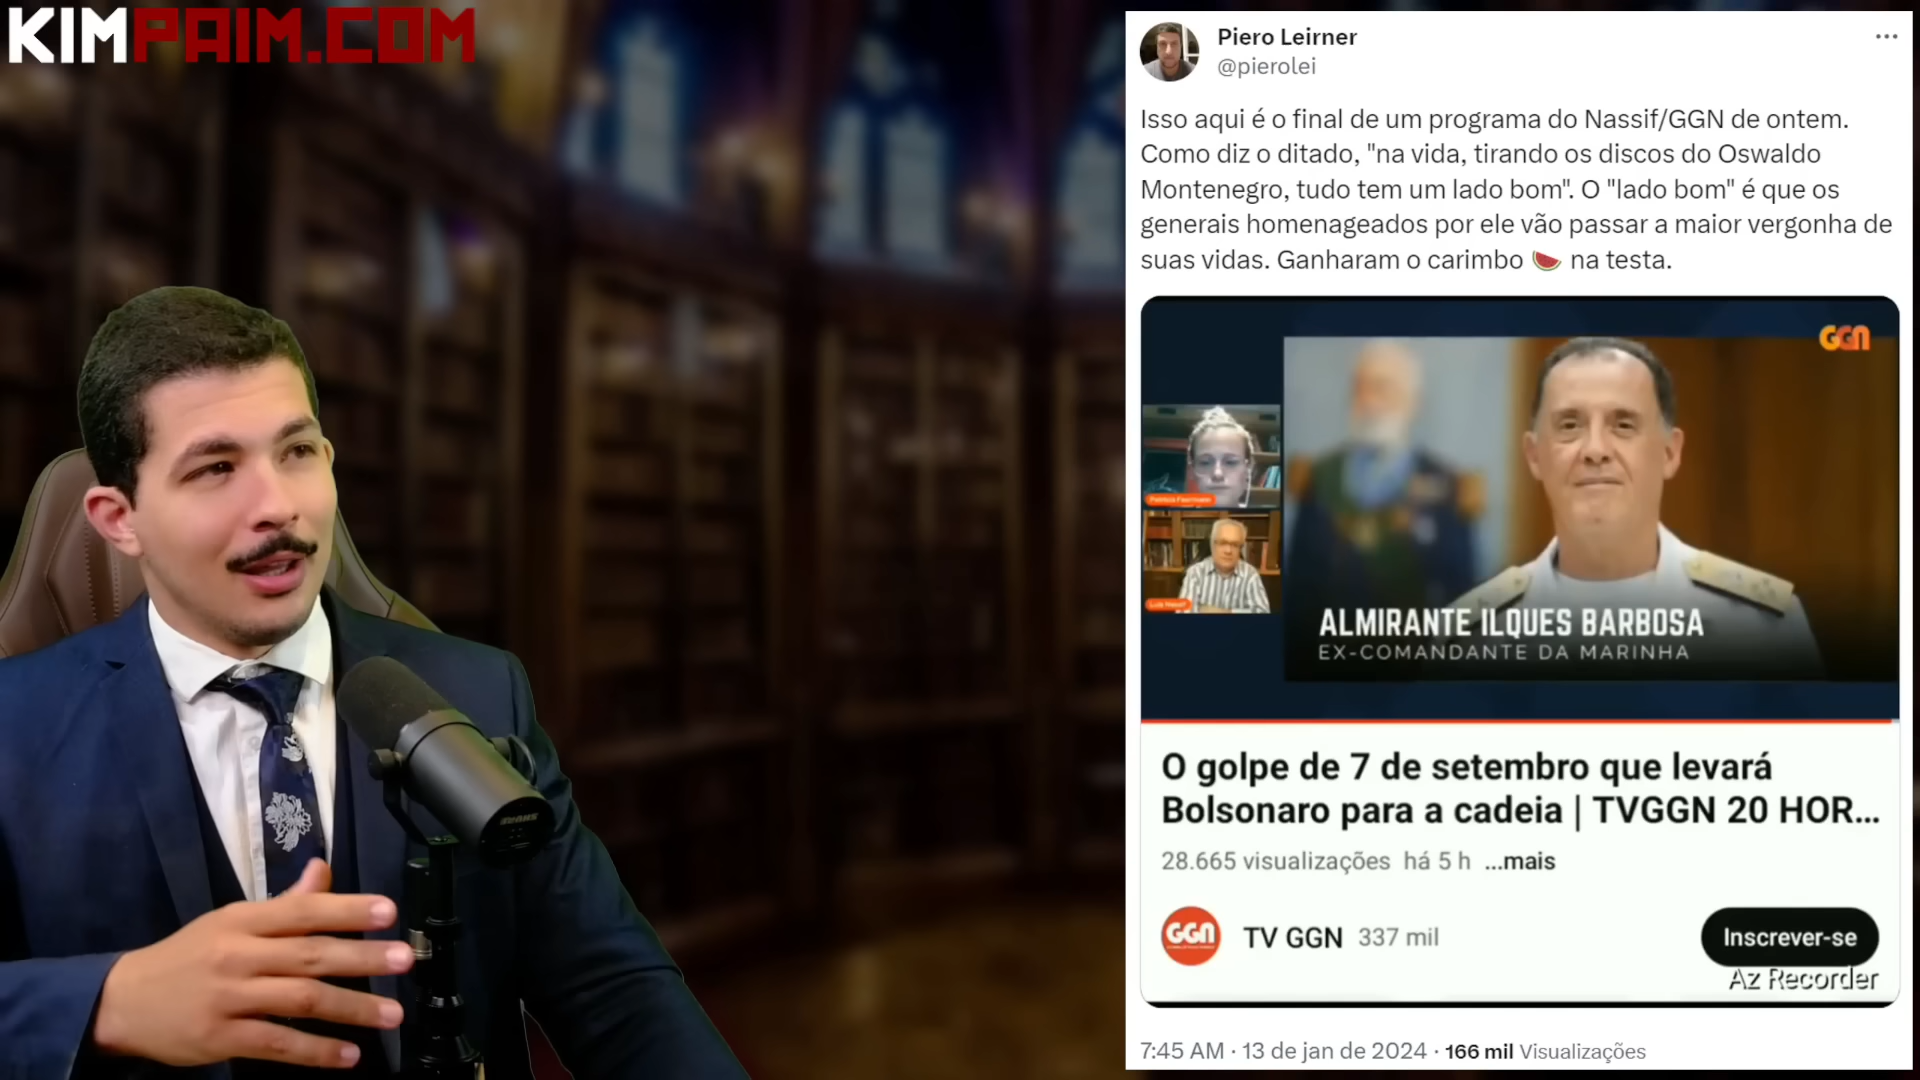 KIMPAIM.COM
Piero Leirner
@pierolei
Isso aqui é o final de um programa do Nassif/GGN de ontem.
Como diz o ditado, "na vida, tirando os discos do Oswaldo
Montenegro, tudo tem um lado bom". O "lado bom" é que os
generais homenageados por ele vão passar a maior vergonha de
suas vidas. Ganharam o carimbo 🍉 na testa.
GGN
ALMIRANTE ILQUES BARBOSA
EX-COMANDANTE DA MARINHA
O golpe de 7 de setembro que levará
Bolsonaro para a cadeia | TVGGN 20 HOR...
28.665 visualizações há 5 h ...mais
GGN
TV GGN 337 mil
Inscrever-se
Az Recorder
7:45 AM · 13 de jan de 2024 · 166 mil Visualizações